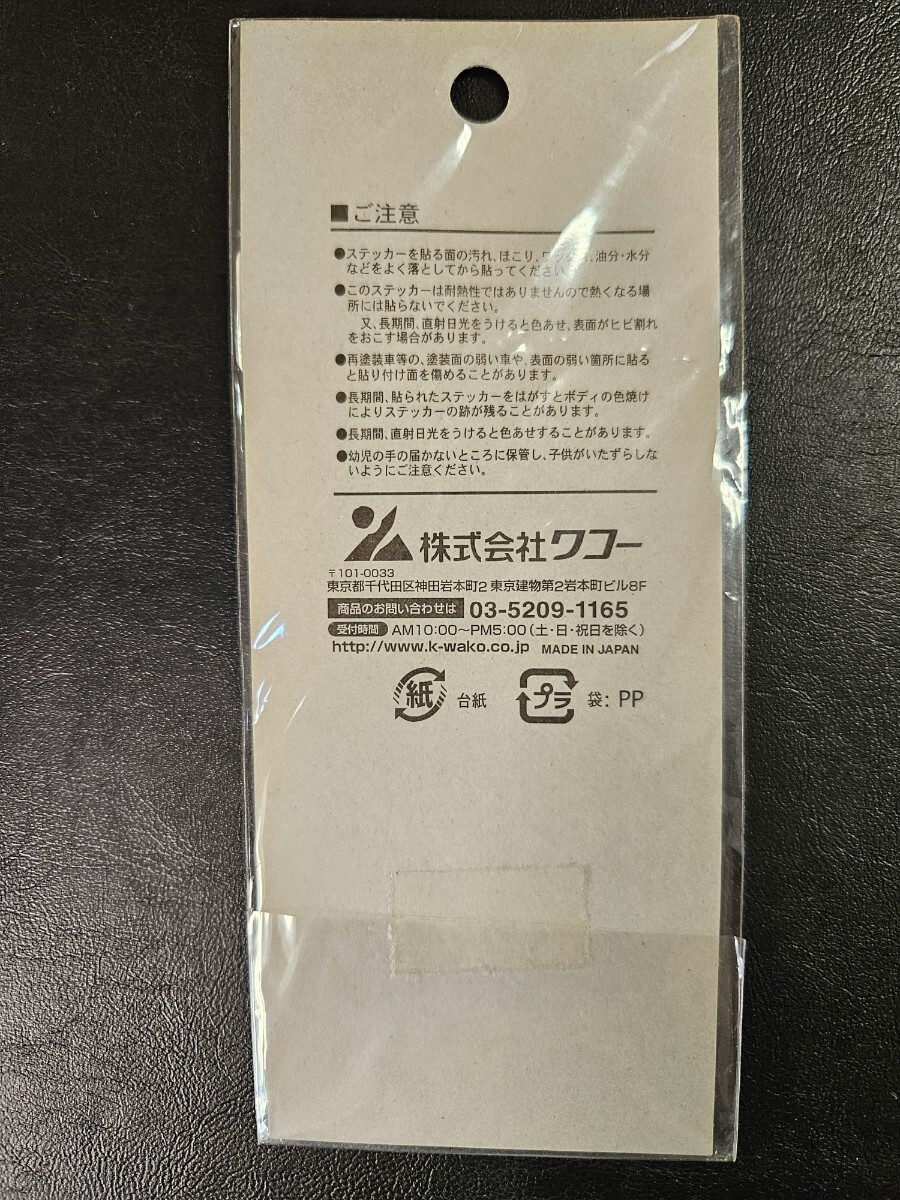 ■ご注意
●ステッカーを貼る面の汚れ、ほこり、、油分・水分
などをよく落としてから貼ってください。
●このステッカーは耐熱性ではありませんので熱くなる場
所には貼らないでください。
又、長期間、直射日光をうけると色あせ、表面がヒビ割れ
をおこす場合があります。
●再塗装車等の、塗装面の弱い車や、表面の弱い箇所に貼る
と貼り付け面を傷めることがあります。
●長期間、貼られたステッカーをはがすとボディの色焼け
によりステッカーの跡が残ることがあります。
●長期間、直射日光をうけると色あせすることがあります。
●幼児の手の届かないところに保管し、子供がいたずらしな
いようにご注意ください。
株式会社ワコー
〒101-0033
東京都千代田区神田岩本町2 東京建物第2岩本町ビル8F
商品のお問い合わせは 03-5209-1165
受付時間 AM10:00〜PM5:00(土・日・祝日を除く)
http://www.k-wako.co.jp MADE IN JAPAN
紙 台紙 プラ 袋: PP